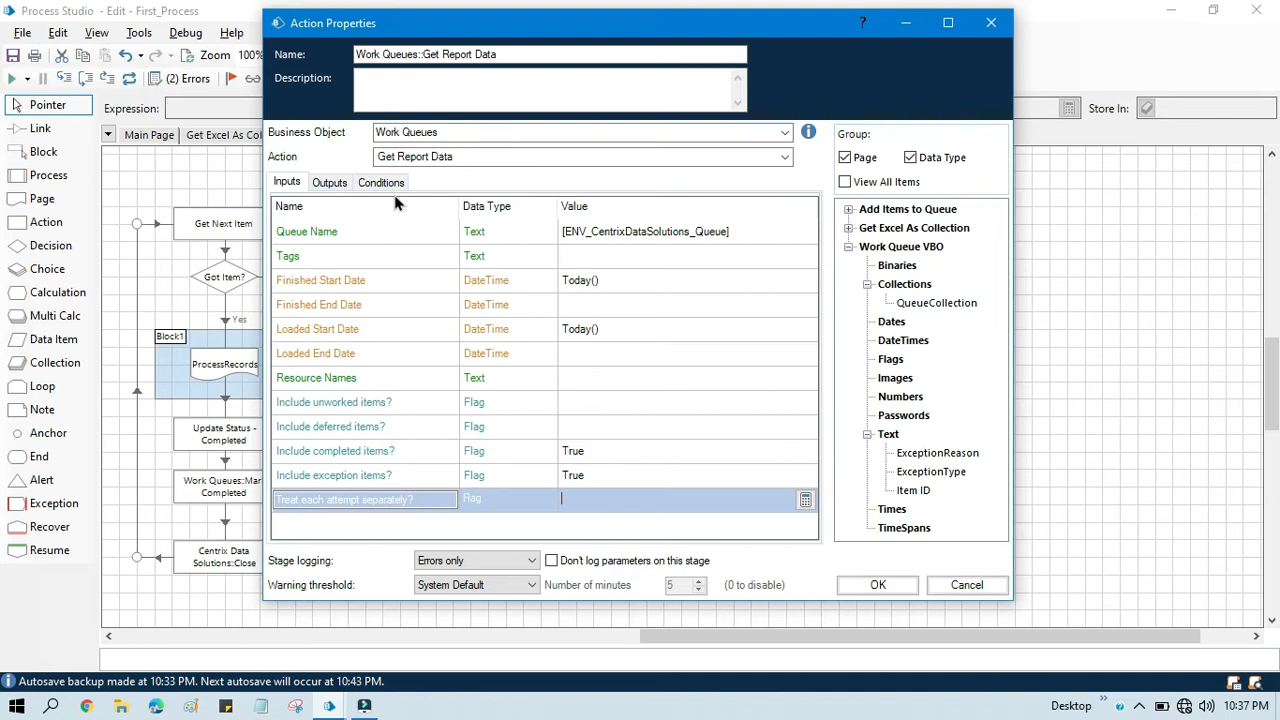 Process Studio - Edit - First_Process
File Edit View Tools Debug Window Help
Zoom 100%
(2) Errors
Expression:
Store In:
Pointer
Link
Block
Process
Page
Action
Decision
Choice
Calculation
Multi Calc
Data Item
Collection
Loop
Note
Anchor
End
Alert
Exception
Recover
Resume
Main Page
Get Excel As Col
Get Next Item
Got Item?
Yes
Block1
ProcessRecords
Update Status -
Completed
Work Queues::Mar
Completed
Centrix Data
Solutions::Close
Action Properties
?
Name:
Work Queues::Get Report Data
Description:
Business Object
Work Queues
Action
Get Report Data
Inputs Outputs Conditions
Name Data Type Value
Queue Name Text [ENV_CentrixDataSolutions_Queue]
Tags Text
Finished Start Date DateTime Today()
Finished End Date DateTime
Loaded Start Date DateTime Today()
Loaded End Date DateTime
Resource Names Text
Include unworked items? Flag
Include deferred items? Flag
Include completed items? Flag True
Include exception items? Flag True
Treat each attempt separately? Flag
Stage logging: Errors only Don't log parameters on this stage
Warning threshold: System Default Number of minutes 5 (0 to disable)
OK Cancel
Group:
Page Data Type
View All Items
Add Items to Queue
Get Excel As Collection
Work Queue VBO
Binaries
Collections
QueueCollection
Dates
DateTimes
Flags
Images
Numbers
Passwords
Text
ExceptionReason
ExceptionType
Item ID
Times
TimeSpans
Autosave backup made at 10:33 PM. Next autosave will occur at 10:43 PM.
Desktop
10:37 PM